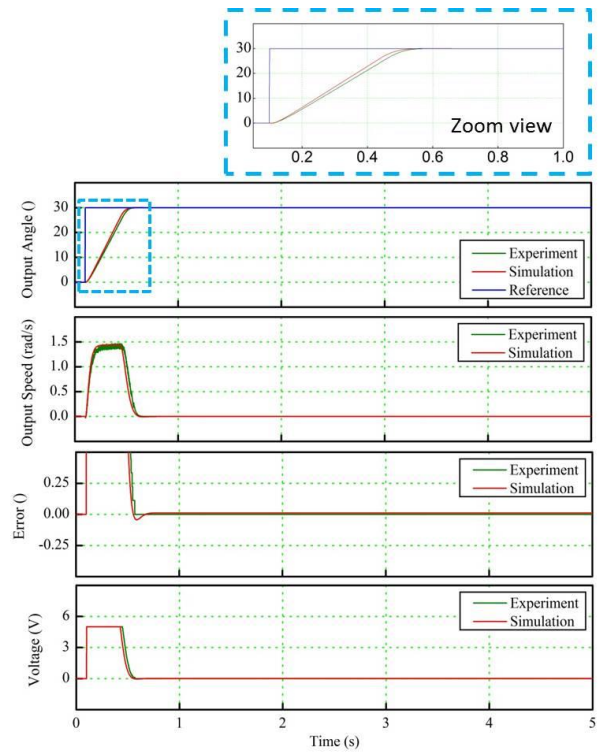 30
20
10
0
Zoom view
0.2 0.4 0.6 0.8 1.0
Output Angle ()
30
20
10
0
Experiment
Simulation
Reference
Output Speed (rad/s)
1.5
1.0
0.5
0.0
Experiment
Simulation
Error ()
0.25
0.00
-0.25
Experiment
Simulation
Voltage (V)
6
3
0
Experiment
Simulation
0 1 2 3 4 5
Time (s)